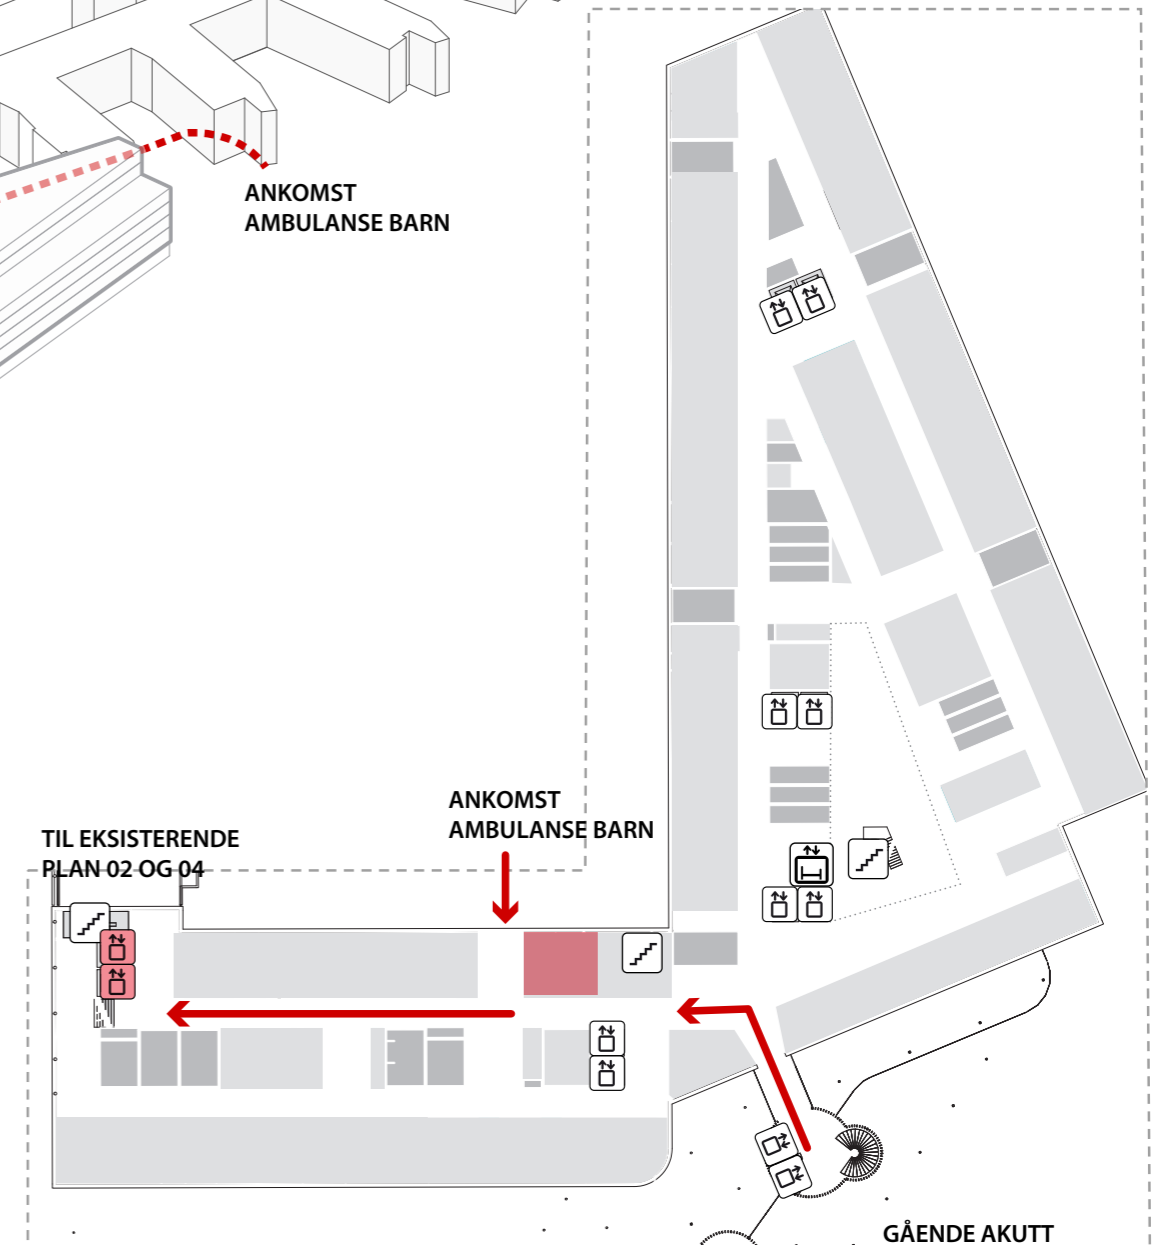 ANKOMST
AMBULANSE BARN
ANKOMST
AMBULANSE BARN
TIL EKSISTERENDE
PLAN 02 OG 04
GÅENDE AKUTT